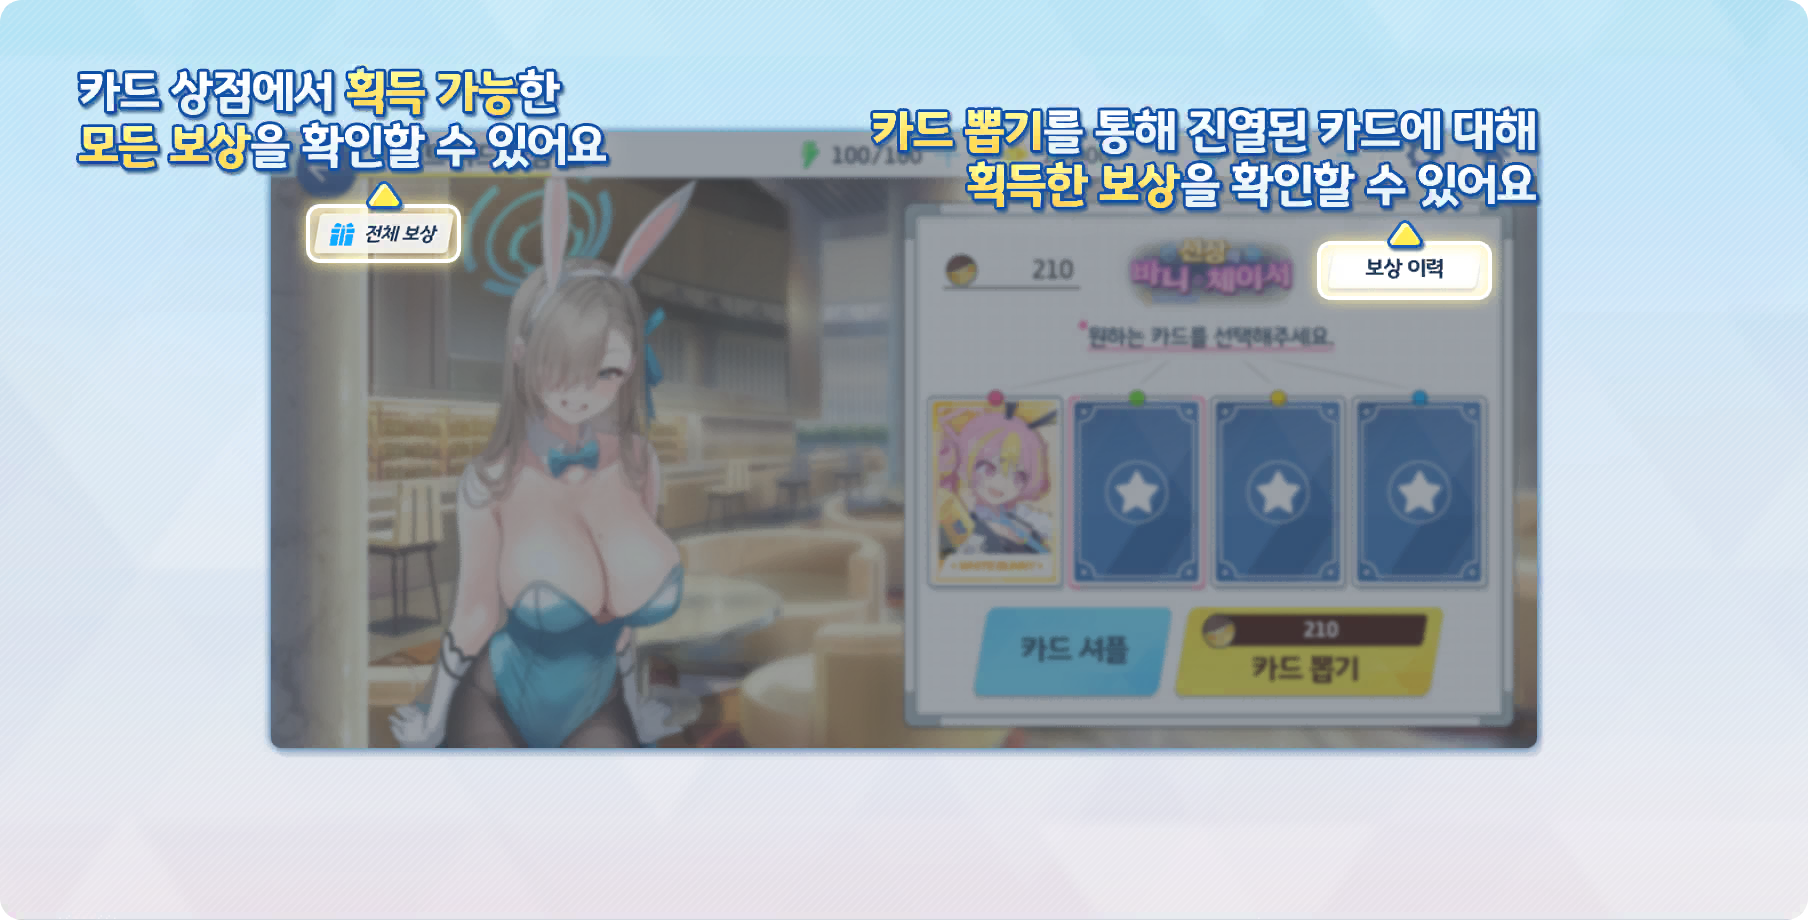 카드 상점에서 획득 가능한
모든 보상을 확인할 수 있어요
전체 보상
카드 뽑기를 통해 진열된 카드에 대해
획득한 보상을 확인할 수 있어요
보상 이력
100/100
210
신상
바니◆체이서
원하는 카드를 선택해주세요.
카드 셔플
210
카드 뽑기